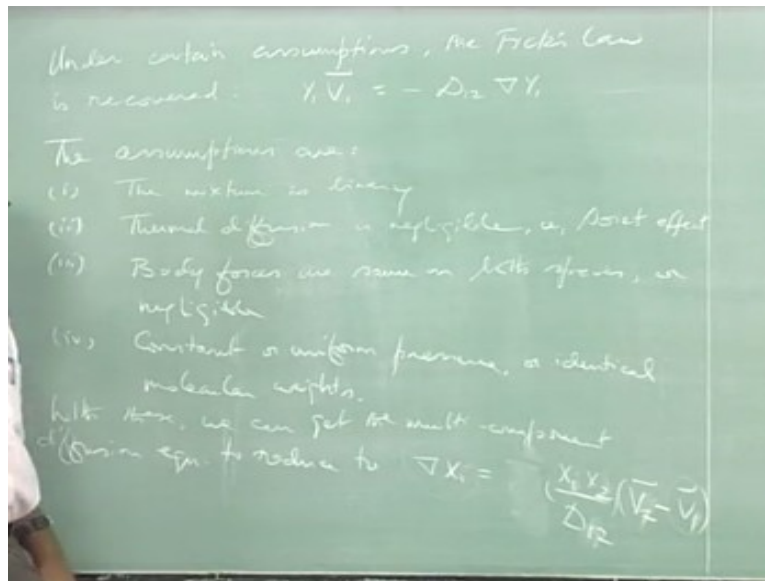 Under certain assumptions, the Fick's Law
is recovered: Y₁ V̄₁ = - D₁₂ ∇Y₁
The assumptions are:
(i) The mixture is binary
(ii) Thermal diffusion is negligible, Soret effect
(iii) Body forces are same on both species, or
negligible
(iv) Constant or uniform pressure, or identical
molecular weights.
With these, we can get the multi-component
diffusion eqn. to reduce to ∇X₁ = (X₁ X₂ / D₁₂) (V̄₂ - V̄₁)